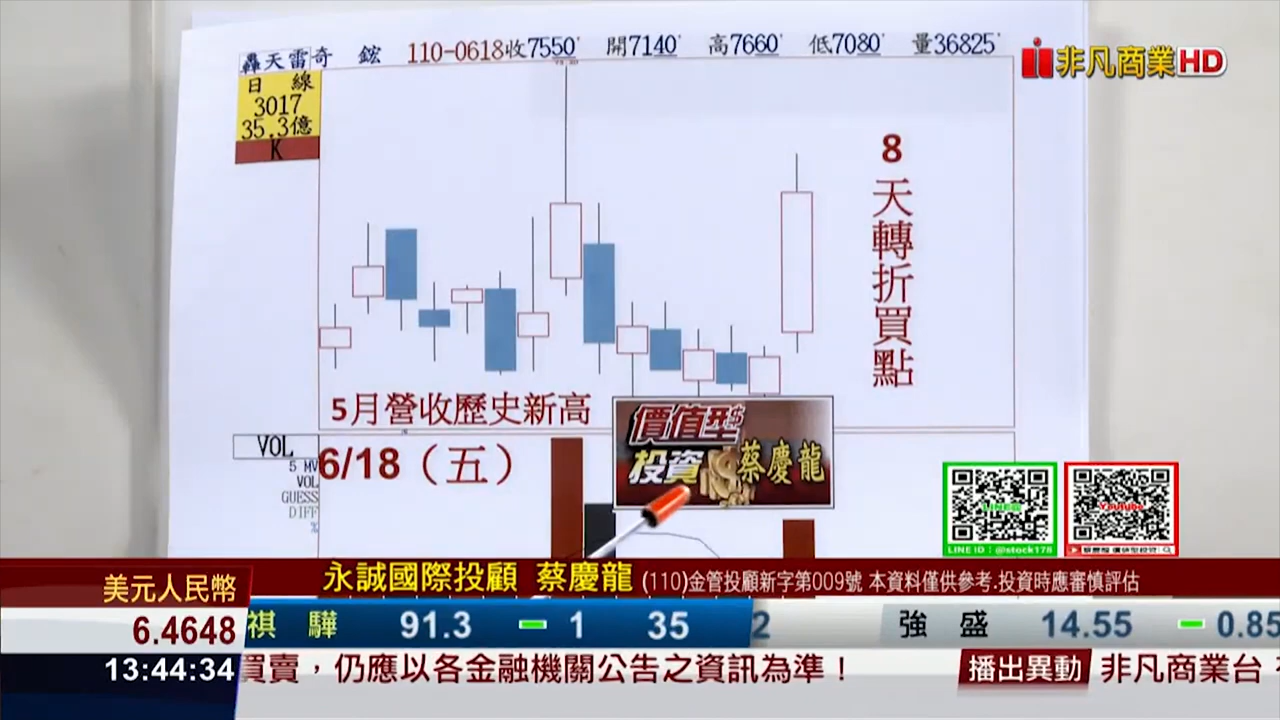 轟天雷奇 鋐 110-0618收7550 開7140 高7660 低7080 量36825
非凡商業HD
日 線
3017
35.3億
K
8天轉折買點
5月營收歷史新高
VOL
5 MV
VOL
GUESS
DIFF
6/18（五）
價值型
投資 蔡慶龍
LINE@
LINE ID：@stock178
Youtube
永誠國際投顧 蔡慶龍 (110)金管投顧新字第009號 本資料僅供參考.投資時應審慎評估
美元人民幣
6.4648
祺 驊 91.3 1 35 2 強 盛 14.55 0.85
13:44:34
買賣，仍應以各金融機關公告之資訊為準！ 播出異動 非凡商業台